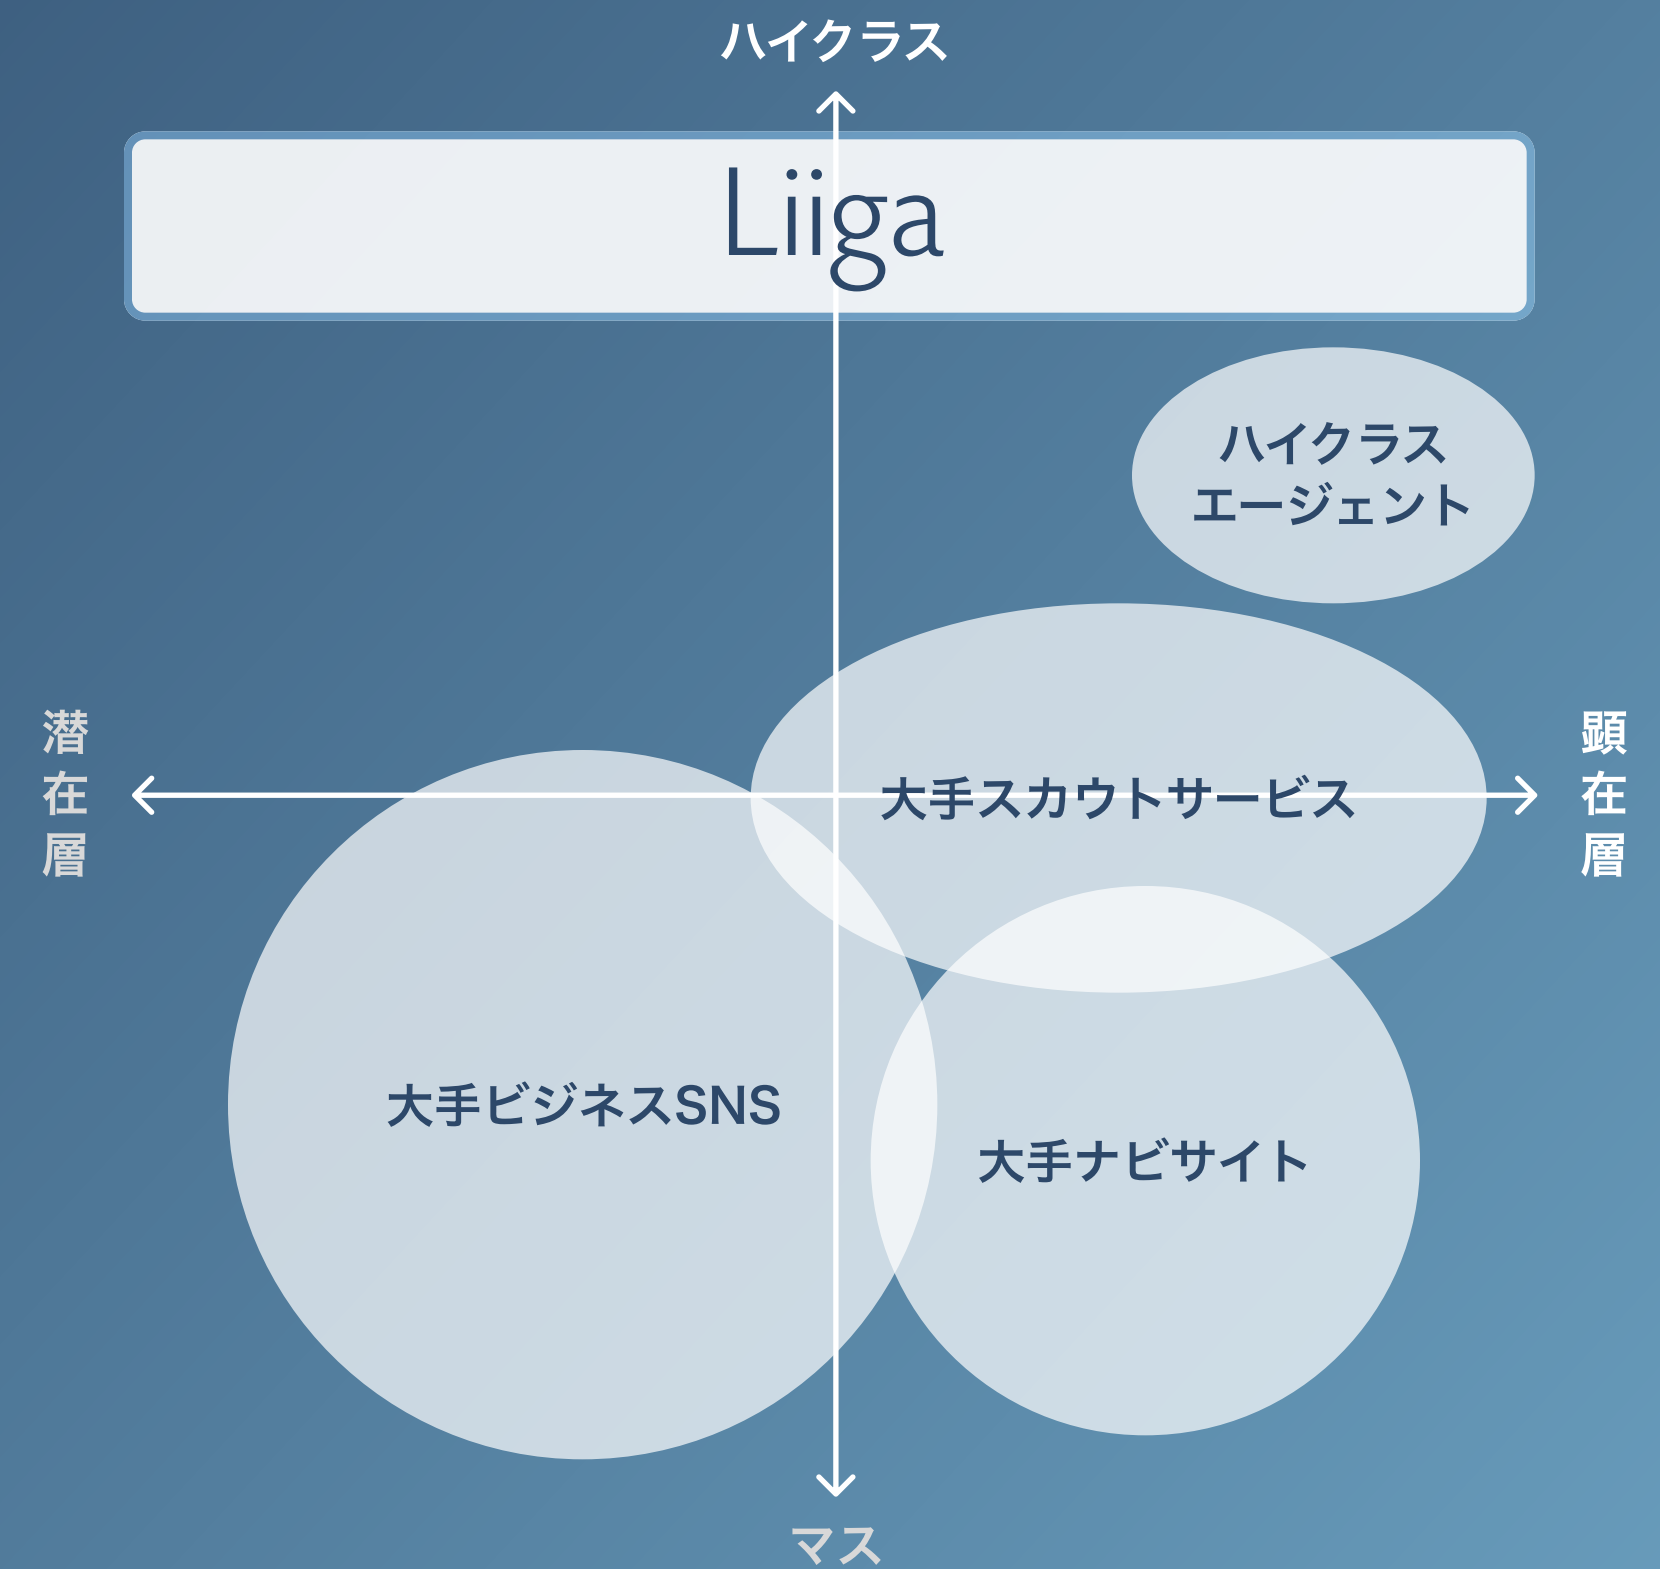 ハイクラス
Liiga
ハイクラス
エージェント
潜在層
大手スカウトサービス
顕在層
大手ビジネスSNS
大手ナビサイト
マス